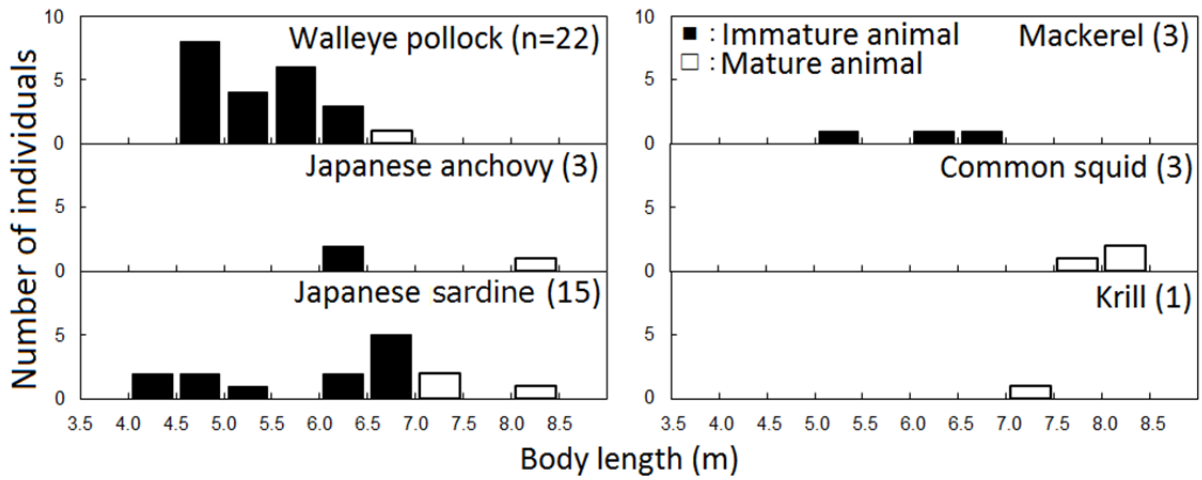 Number of individuals
10
5
0
Walleye pollock (n=22)
5
0
Japanese anchovy (3)
5
0
Japanese sardine (15)
3.5 4.0 4.5 5.0 5.5 6.0 6.5 7.0 7.5 8.0 8.5
10
5
0
■ : Immature animal
□ : Mature animal
Mackerel (3)
10
5
0
Common squid (3)
10
5
0
Krill (1)
3.5 4.0 4.5 5.0 5.5 6.0 6.5 7.0 7.5 8.0 8.5
Body length (m)